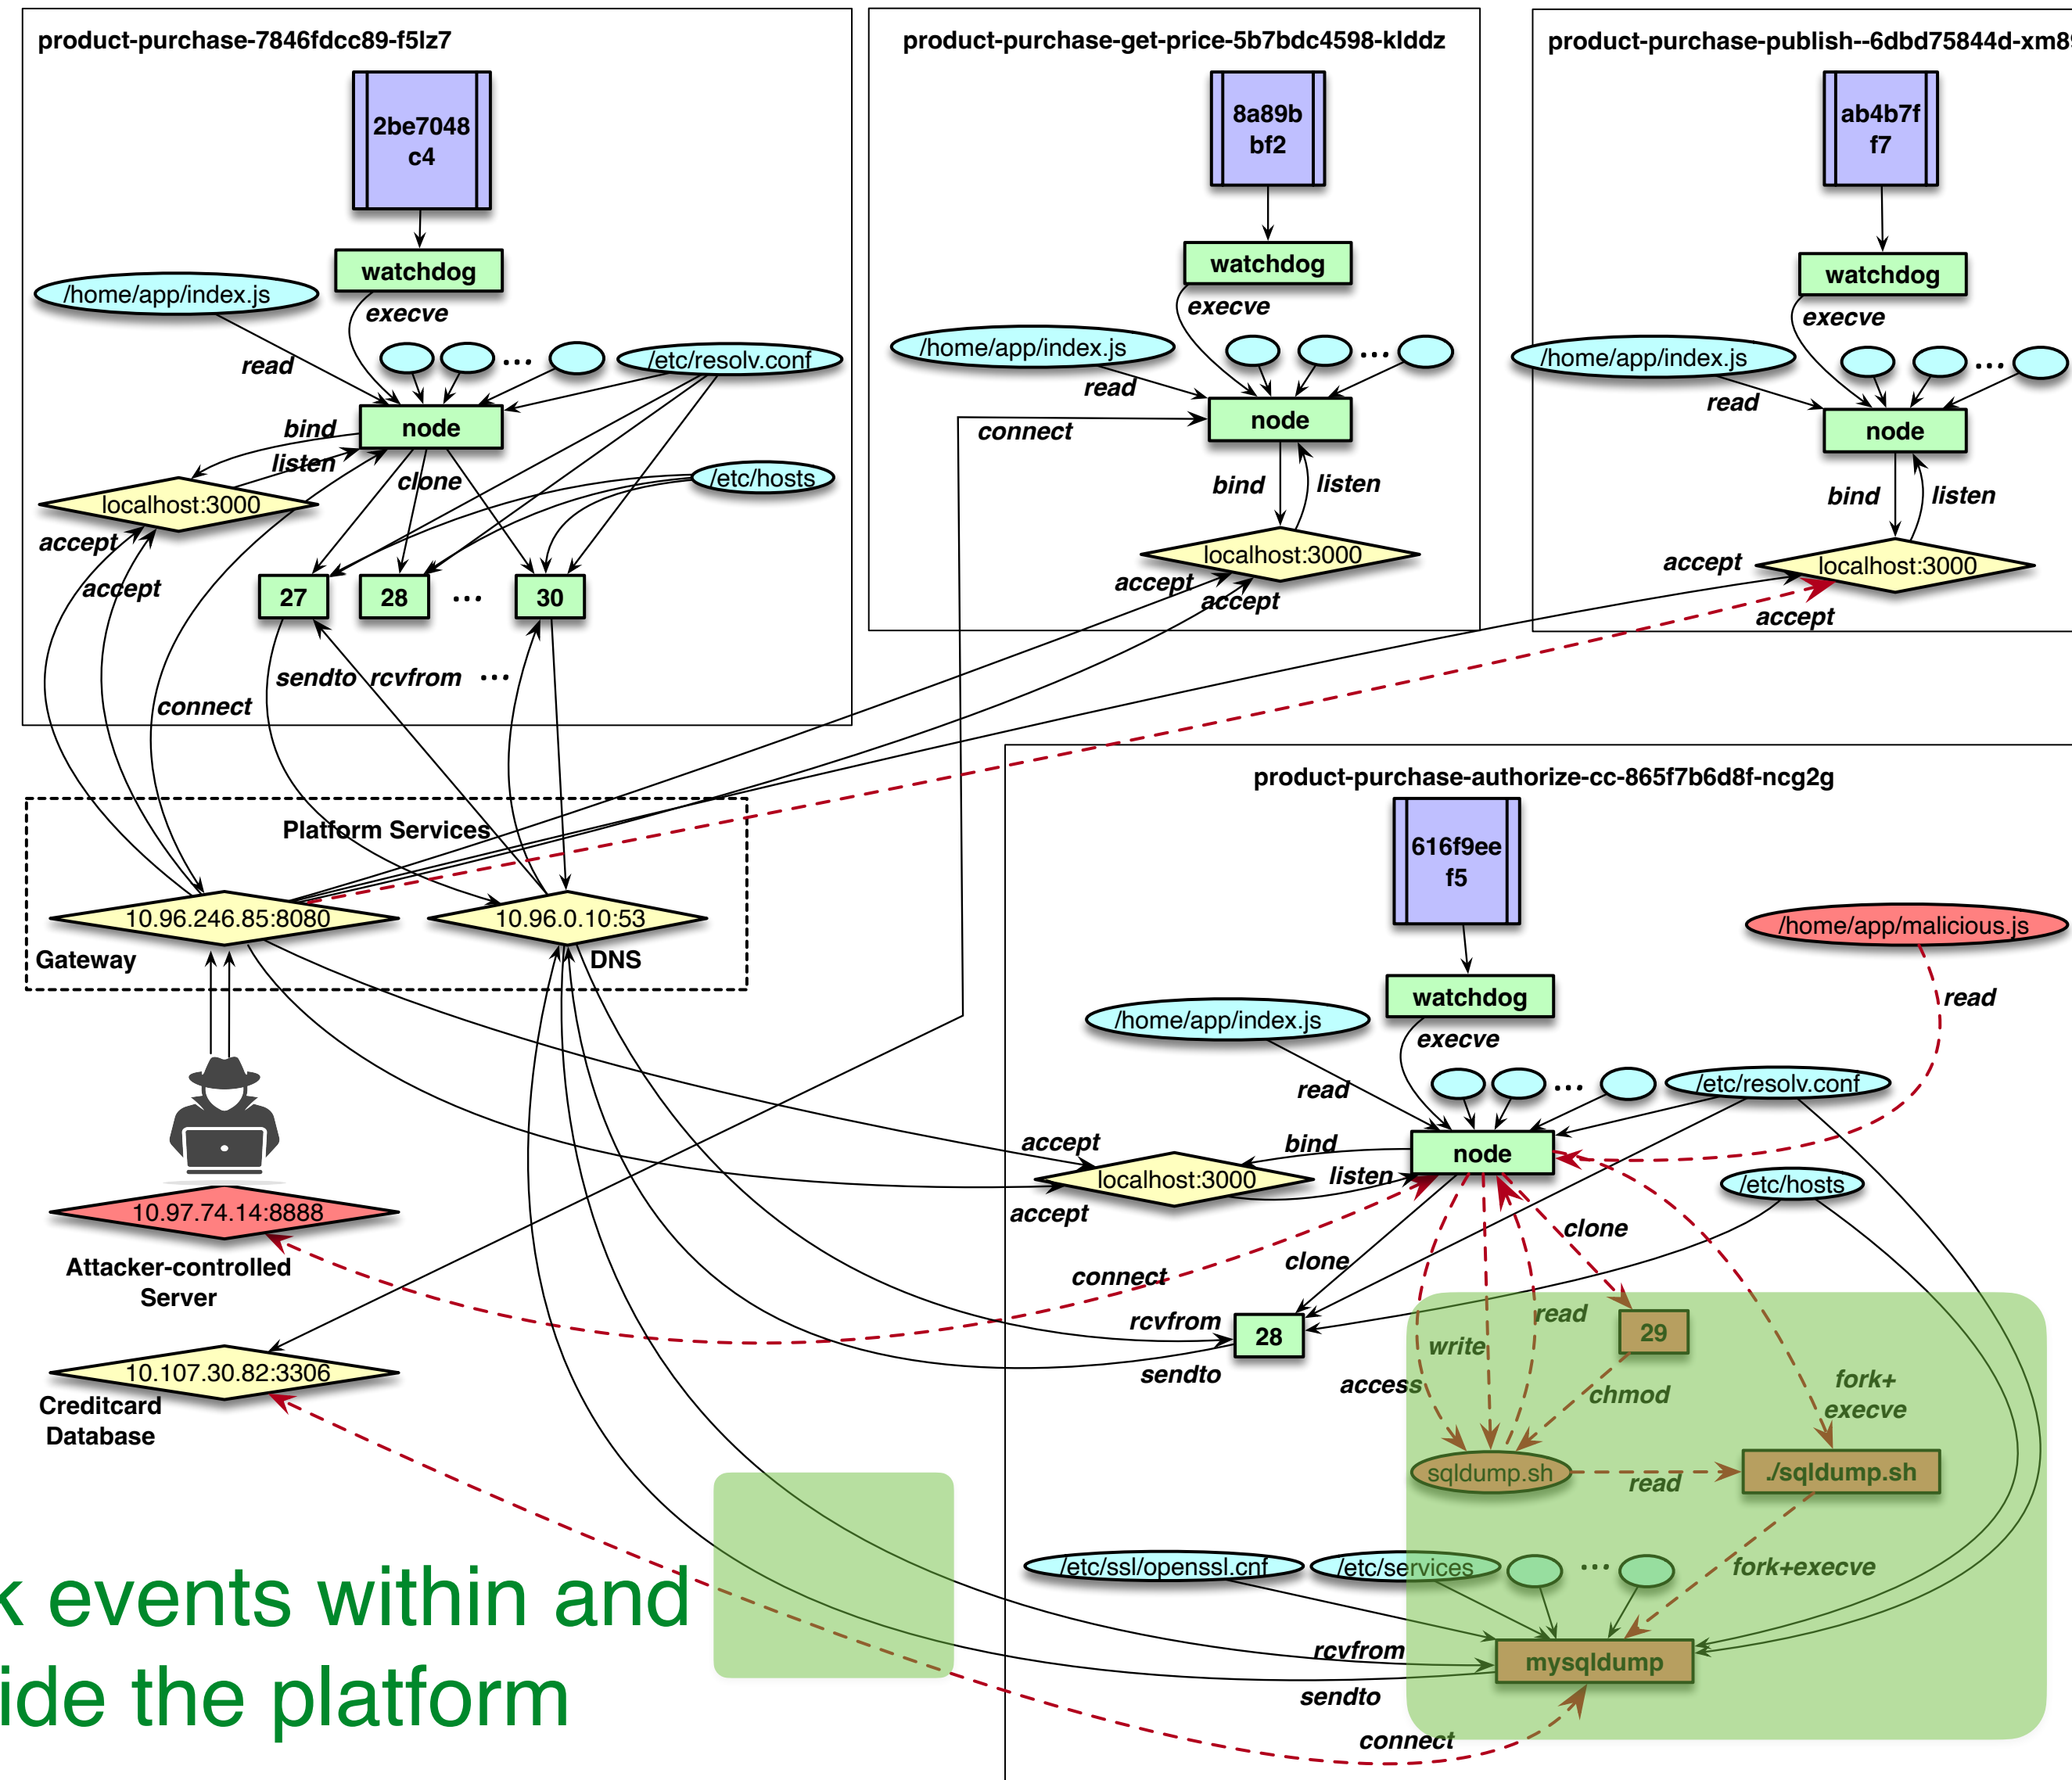 product-purchase-7846fdcc89-f5lz7
2be7048
c4
watchdog
/home/app/index.js
execve
read
...
/etc/resolv.conf
node
bind
listen
clone
/etc/hosts
localhost:3000
accept
accept
27
28
...
30
sendto
rcvfrom
...
connect
product-purchase-get-price-5b7bdc4598-klddz
8a89b
bf2
watchdog
execve
/home/app/index.js
...
read
node
connect
bind
listen
localhost:3000
accept
accept
product-purchase-publish--6dbd75844d-xm89
ab4b7f
f7
watchdog
execve
/home/app/index.js
...
read
node
bind
listen
localhost:3000
accept
accept
Platform Services
10.96.246.85:8080
10.96.0.10:53
Gateway
DNS
10.97.74.14:8888
Attacker-controlled
Server
10.107.30.82:3306
Creditcard
Database
product-purchase-authorize-cc-865f7b6d8f-ncg2g
616f9ee
f5
/home/app/malicious.js
watchdog
read
/home/app/index.js
execve
read
...
/etc/resolv.conf
node
accept
bind
localhost:3000
listen
/etc/hosts
accept
clone
clone
connect
rcvfrom
28
read
29
write
sendto
access
chmod
fork+
execve
sqldump.sh
read
./sqldump.sh
/etc/ssl/openssl.cnf
/etc/services
...
fork+execve
rcvfrom
mysqldump
sendto
connect
k events within and
ide the platform